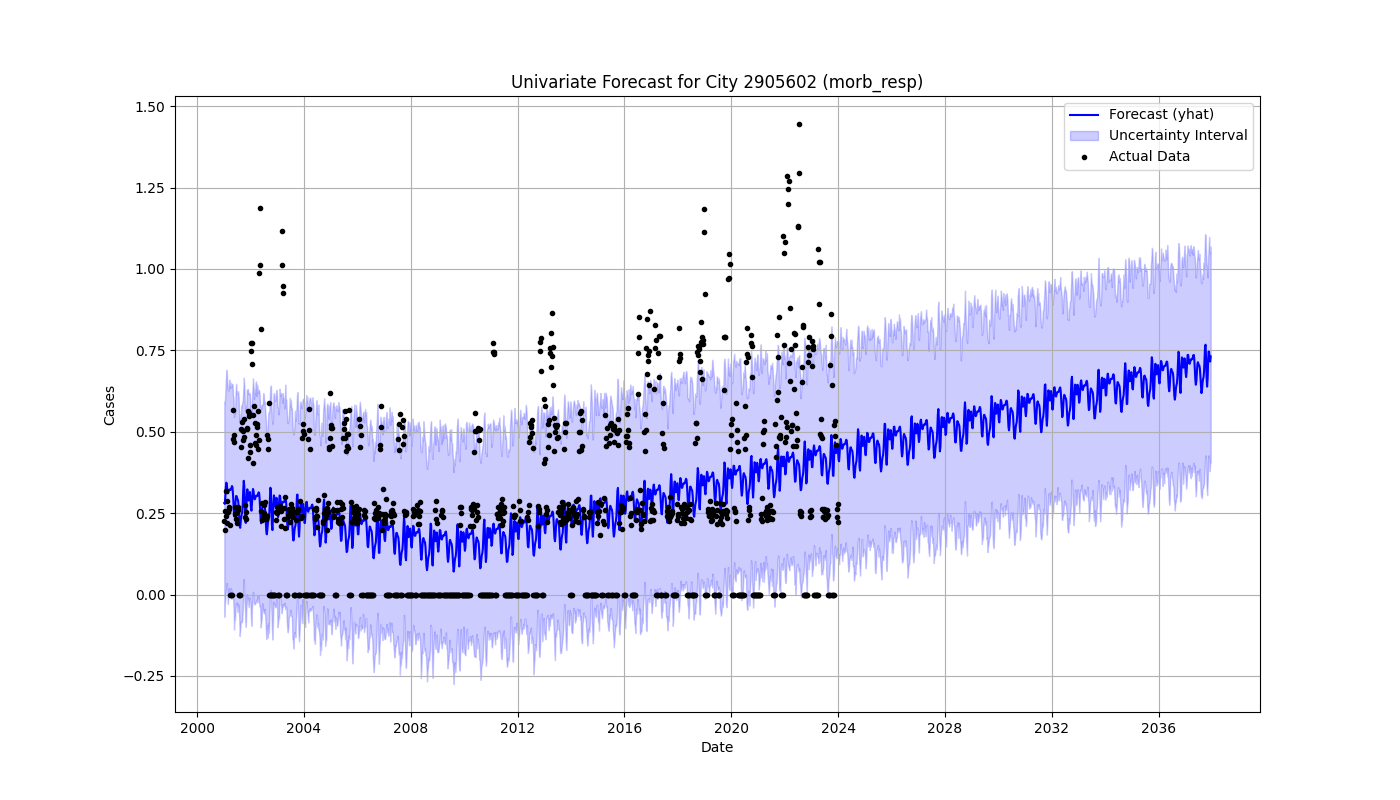 Univariate Forecast for City 2905602 (morb_resp)
1.50
1.25
1.00
0.75
0.50
0.25
0.00
−0.25
Cases
Forecast (yhat)
Uncertainty Interval
Actual Data
2000 2004 2008 2012 2016 2020 2024 2028 2032 2036
Date